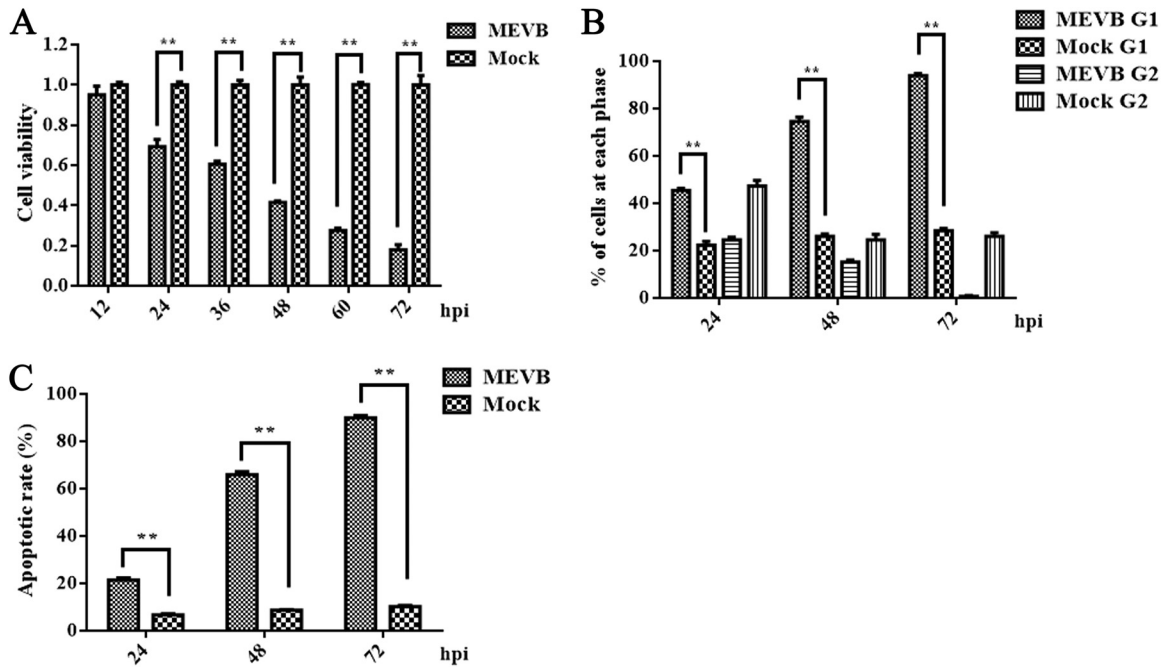 A
MEVB
Mock
** ** ** ** **
1.2
1.0
0.8
0.6
0.4
0.2
0.0
Cell viability
12 24 36 48 60 72 hpi
B
MEVB G1
Mock G1
MEVB G2
Mock G2
** ** **
100
80
60
40
20
0
% of cells at each phase
24 48 72 hpi
C
MEVB
Mock
** ** **
100
80
60
40
20
0
Apoptotic rate (%)
24 48 72 hpi